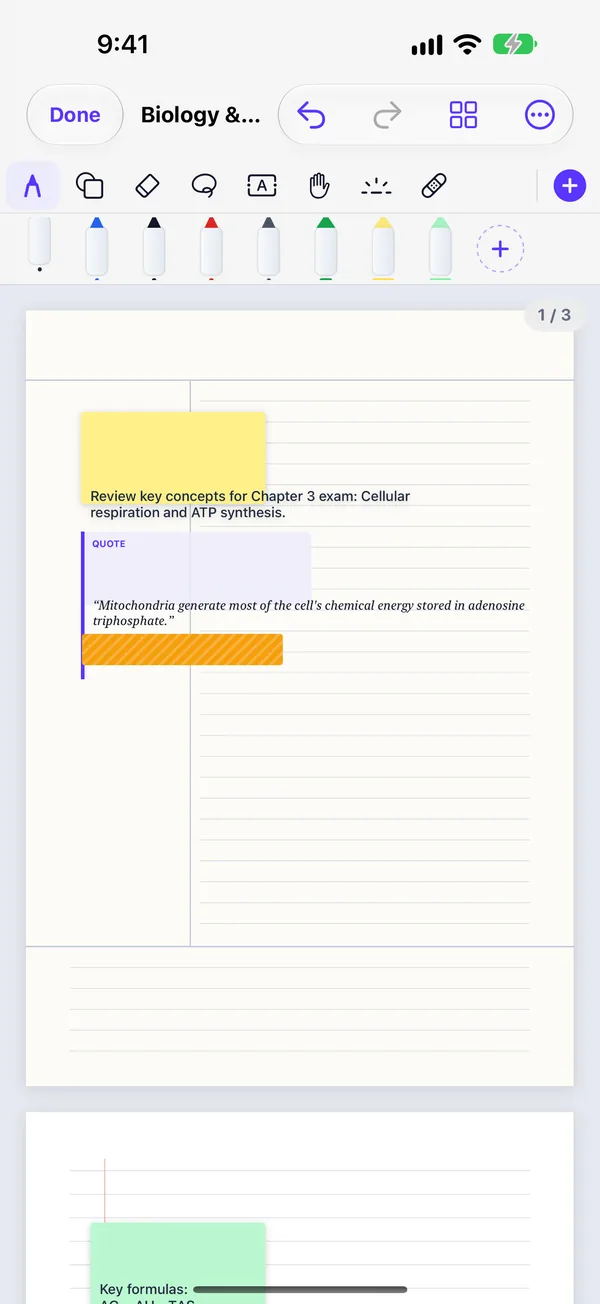 9:41
Done
Biology &...
A
1 / 3
Review key concepts for Chapter 3 exam: Cellular
respiration and ATP synthesis.
QUOTE
“Mitochondria generate most of the cell's chemical energy stored in adenosine
triphosphate.”
Key formulas: